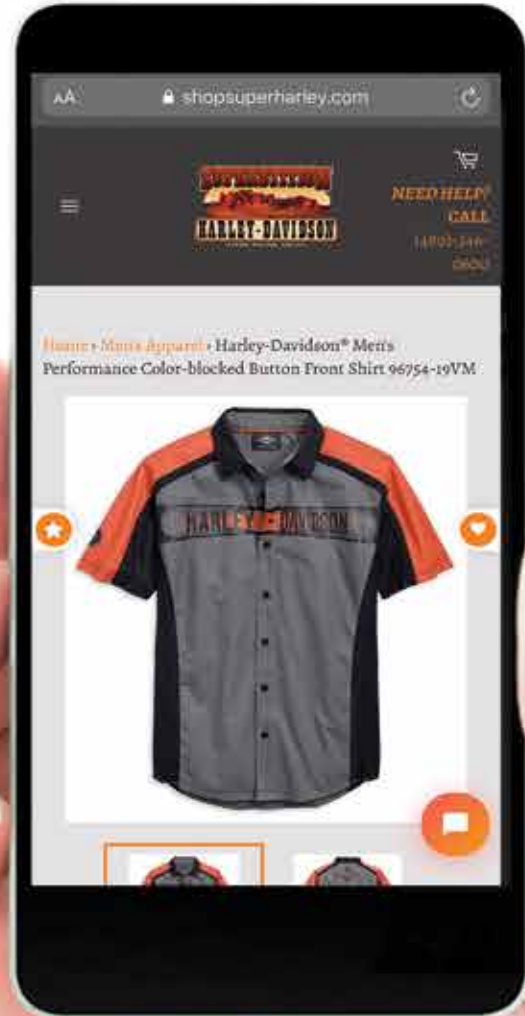 AA
shopsuperharley.com
HARLEY-DAVIDSON
NEED HELP?
CALL
Home › Men's Apparel › Harley-Davidson® Men's
Performance Color-blocked Button Front Shirt 96754-19VM
HARLEY-DAVIDSON